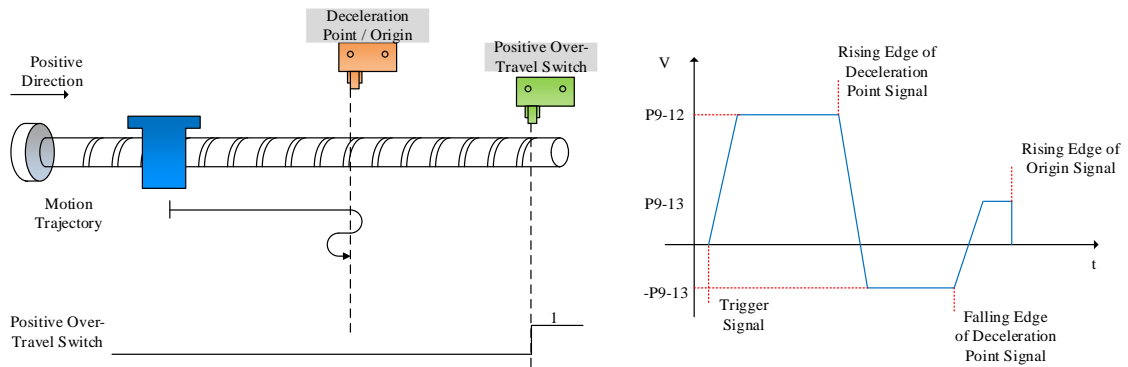 Deceleration
Point / Origin
Positive Over-
Travel Switch
Positive
Direction
Motion
Trajectory
Positive Over-
Travel Switch
1
V
Rising Edge of
Deceleration
Point Signal
P9-12
Rising Edge of
Origin Signal
P9-13
t
-P9-13
Trigger
Signal
Falling Edge
of Deceleration
Point Signal